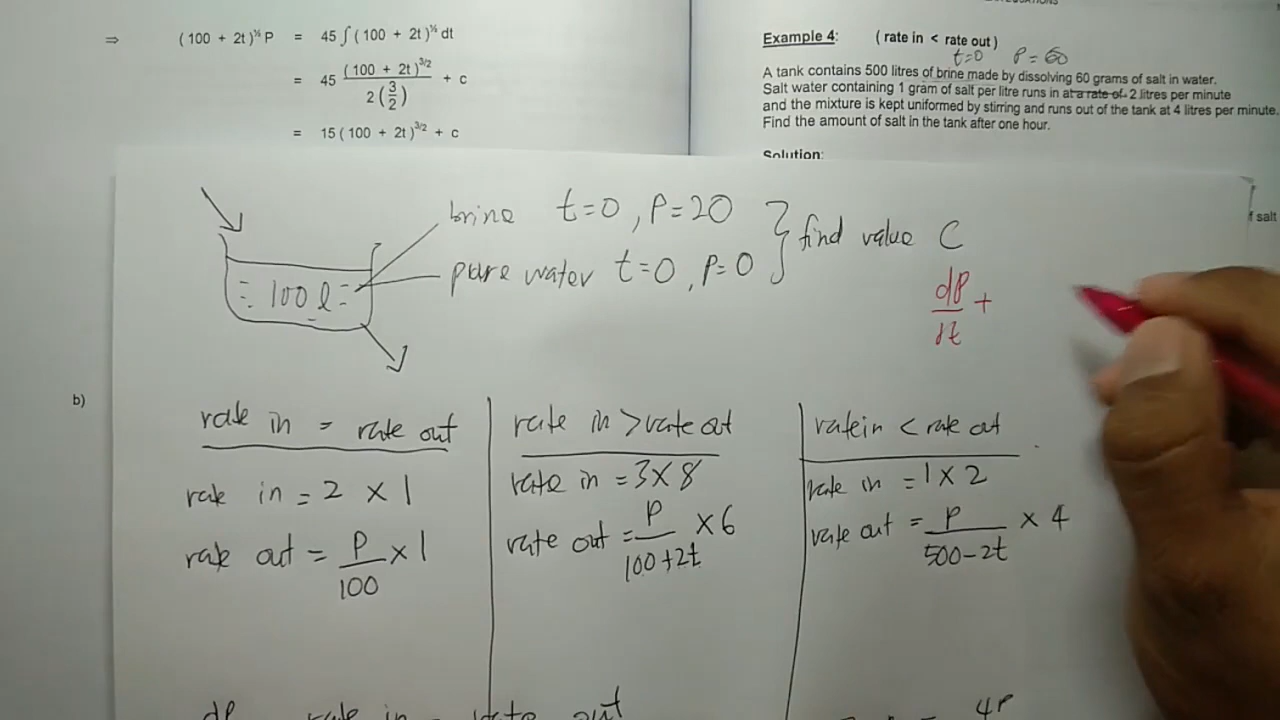 ⇒ (100 + 2t)^½ P = 45 ∫ (100 + 2t)^½ dt
= 45 (100 + 2t)^3/2 / 2(3/2) + c
= 15 (100 + 2t)^3/2 + c
Example 4: ( rate in < rate out )
t=0 P=60
A tank contains 500 litres of brine made by dissolving 60 grams of salt in water.
Salt water containing 1 gram of salt per litre runs in at a rate of 2 litres per minute
and the mixture is kept uniformed by stirring and runs out of the tank at 4 litres per minute.
Find the amount of salt in the tank after one hour.
Solution:
f salt
brine t=0, P=20
pure water t=0, P=0
} find value C
100 l
dP/dt +
b)
rate in = rate out
rate in = 2 × 1
rate out = P/100 × 1
rate in > rate out
rate in = 3 × 8
rate out = P/100+2t × 6
rate in < rate out
rate in = 1 × 2
rate out = P/500-2t × 4
dP rate in - rate out
= 4P